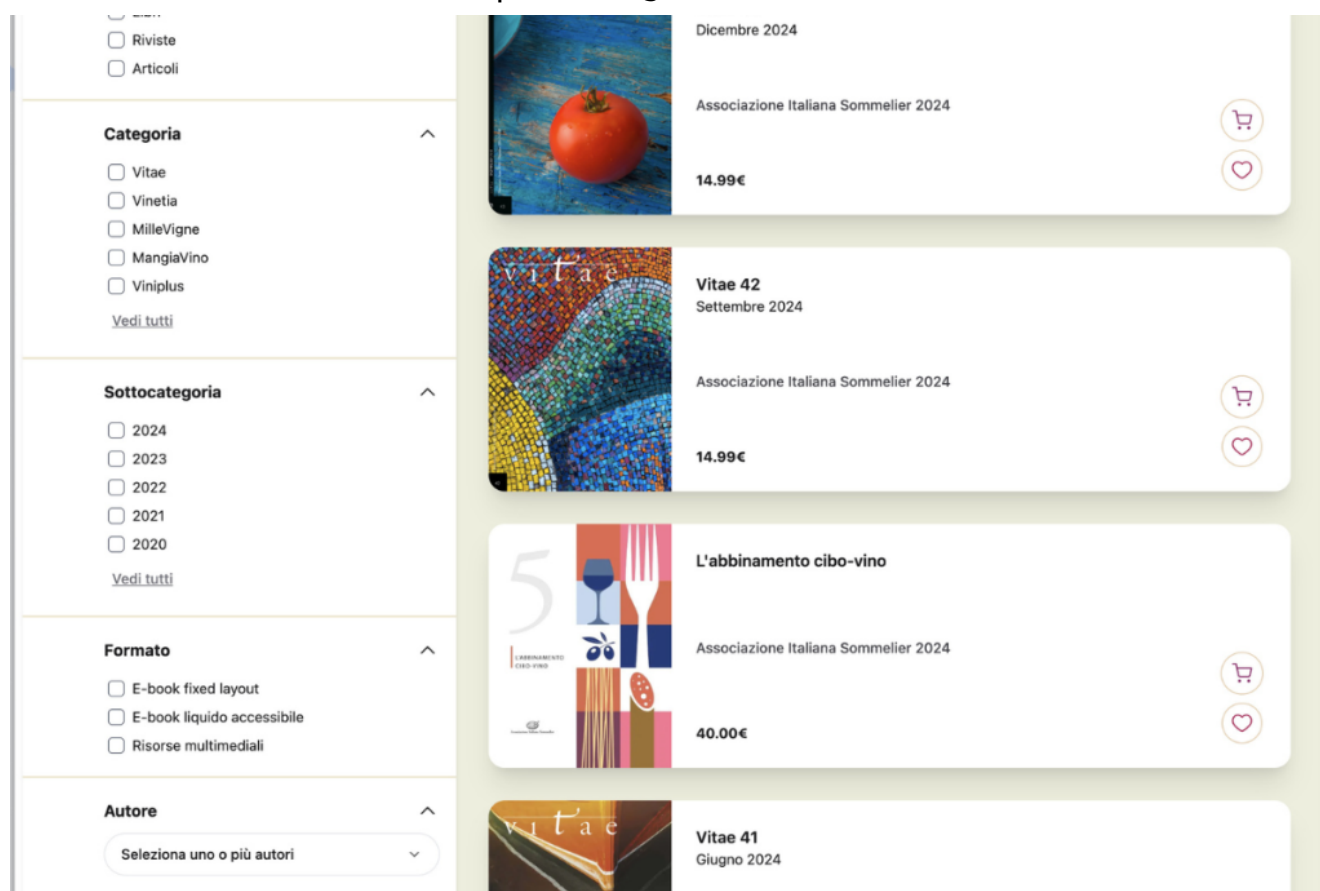 Riviste
Articoli
Categoria
Vitae
Vinetia
MilleVigne
MangiaVino
Viniplus
Vedi tutti
Sottocategoria
2024
2023
2022
2021
2020
Vedi tutti
Formato
E-book fixed layout
E-book liquido accessibile
Risorse multimediali
Autore
Seleziona uno o più autori
Dicembre 2024
Associazione Italiana Sommelier 2024
14.99€
vitae
Vitae 42
Settembre 2024
Associazione Italiana Sommelier 2024
14.99€
5
L'ABBINAMENTO
CIBO-VINO
L'abbinamento cibo-vino
Associazione Italiana Sommelier 2024
40.00€
vitae
Vitae 41
Giugno 2024